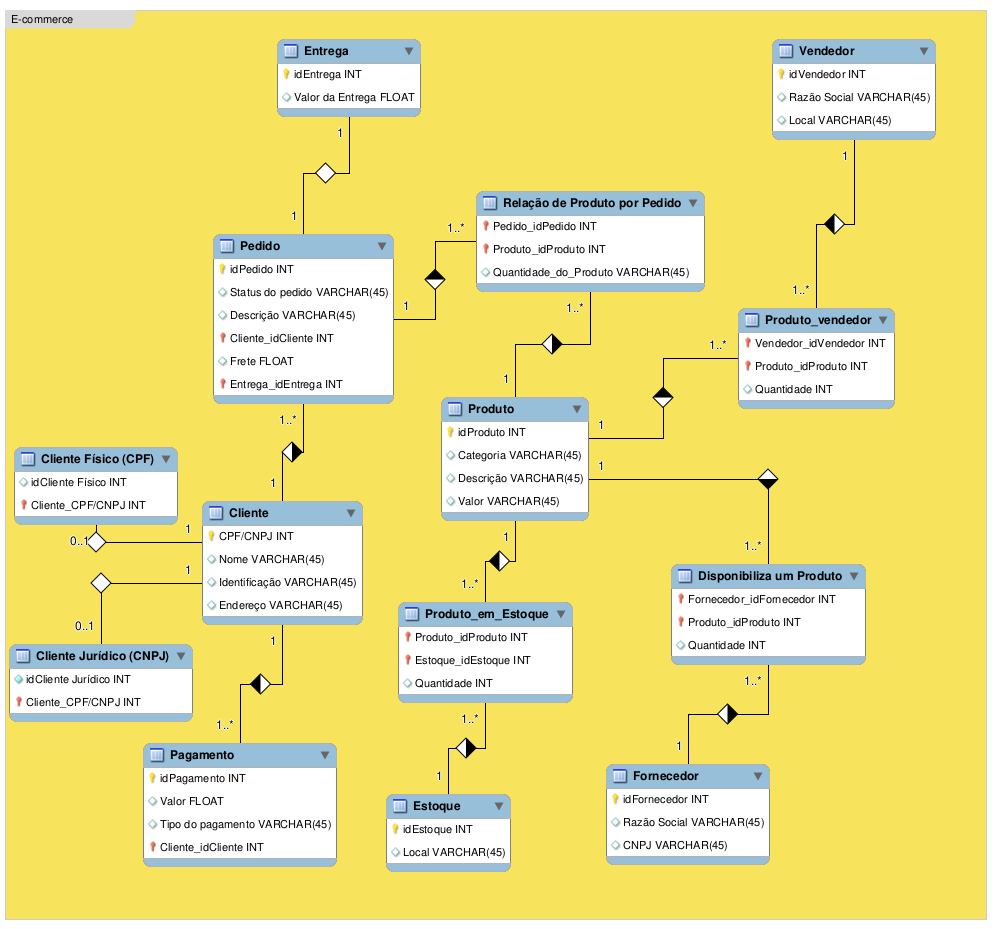 E-commerce
Entrega
idEntrega INT
Valor da Entrega FLOAT
1
1
Vendedor
idVendedor INT
Razão Social VARCHAR(45)
Local VARCHAR(45)
1
1..*
Relação de Produto por Pedido
Pedido_idPedido INT
Produto_idProduto INT
Quantidade_do_Produto VARCHAR(45)
1..*
1
1..*
1
Pedido
idPedido INT
Status do pedido VARCHAR(45)
Descrição VARCHAR(45)
Cliente_idCliente INT
Frete FLOAT
Entrega_idEntrega INT
1..*
1
Produto_vendedor
Vendedor_idVendedor INT
Produto_idProduto INT
Quantidade INT
1..*
1
Produto
idProduto INT
Categoria VARCHAR(45)
Descrição VARCHAR(45)
Valor VARCHAR(45)
1
1..*
1
1..*
Cliente Físico (CPF)
idCliente Físico INT
Cliente_CPF/CNPJ INT
0..1
1
Cliente
CPF/CNPJ INT
Nome VARCHAR(45)
Identificação VARCHAR(45)
Endereço VARCHAR(45)
1
0..1
1
1..*
Cliente Jurídico (CNPJ)
idCliente Jurídico INT
Cliente_CPF/CNPJ INT
Produto_em_Estoque
Produto_idProduto INT
Estoque_idEstoque INT
Quantidade INT
1..*
1
Disponibiliza um Produto
Fornecedor_idFornecedor INT
Produto_idProduto INT
Quantidade INT
1..*
1
Pagamento
idPagamento INT
Valor FLOAT
Tipo do pagamento VARCHAR(45)
Cliente_idCliente INT
Estoque
idEstoque INT
Local VARCHAR(45)
Fornecedor
idFornecedor INT
Razão Social VARCHAR(45)
CNPJ VARCHAR(45)